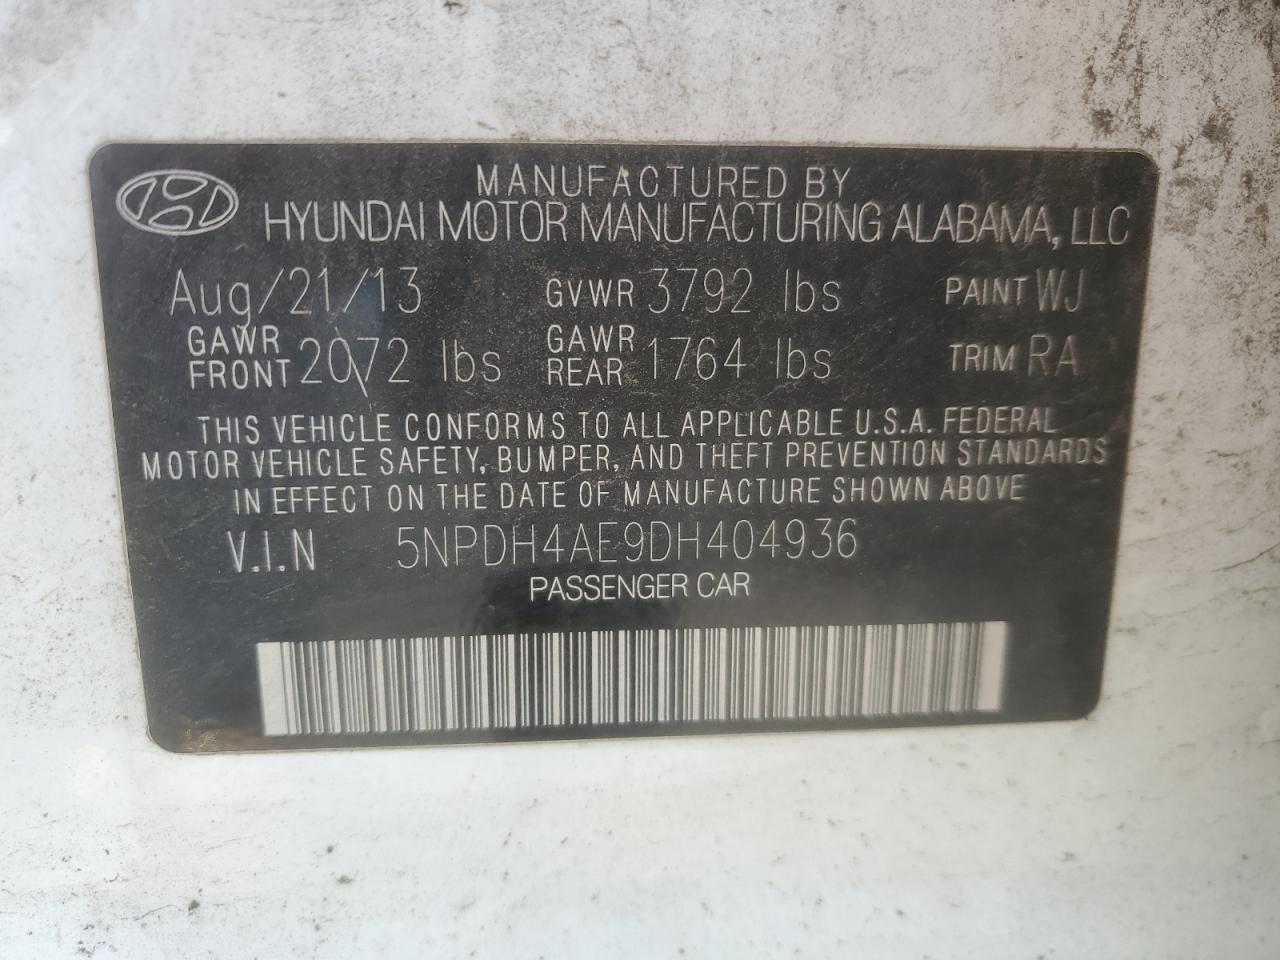 MANUFACTURED BY
HYUNDAI MOTOR MANUFACTURING ALABAMA, LLC
Aug/21/13 GVWR 3792 lbs PAINT WJ
GAWR FRONT 2072 lbs GAWR REAR 1764 lbs TRIM RA
THIS VEHICLE CONFORMS TO ALL APPLICABLE U.S.A. FEDERAL
MOTOR VEHICLE SAFETY, BUMPER, AND THEFT PREVENTION STANDARDS
IN EFFECT ON THE DATE OF MANUFACTURE SHOWN ABOVE
V.I.N 5NPDH4AE9DH404936
PASSENGER CAR